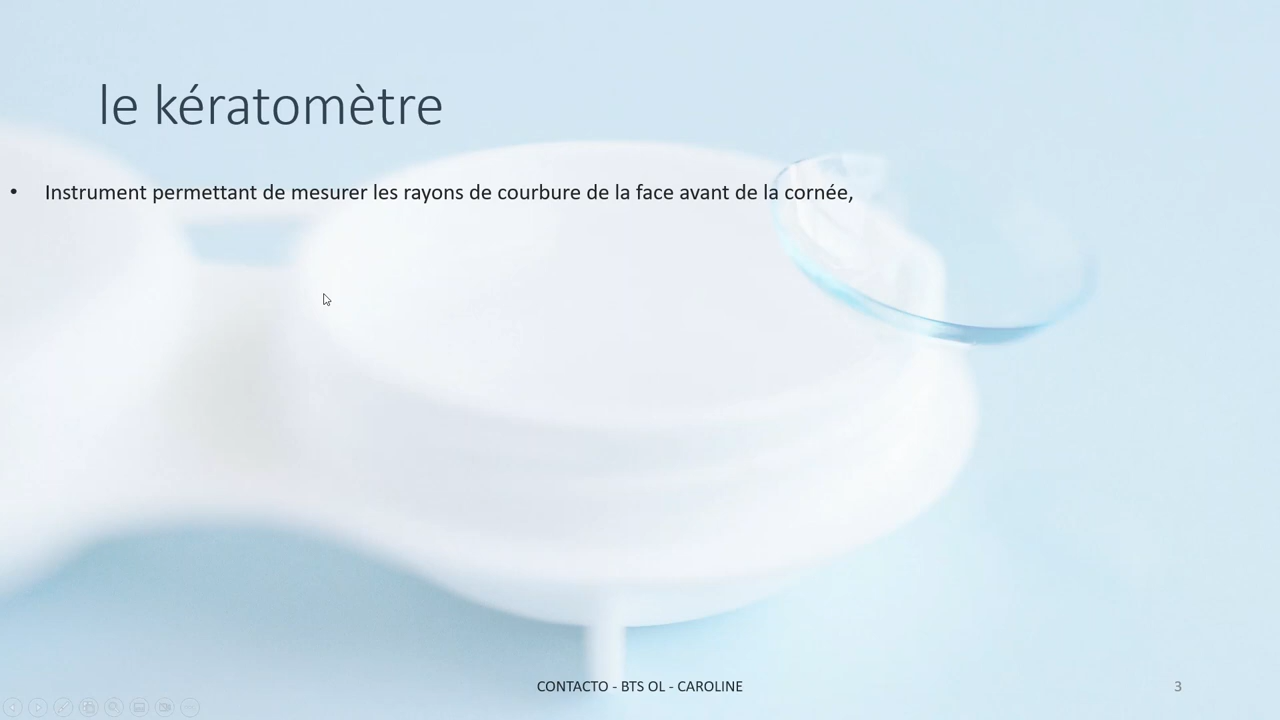 le kératomètre
• Instrument permettant de mesurer les rayons de courbure de la face avant de la cornée,
CONTACTO - BTS OL - CAROLINE
3